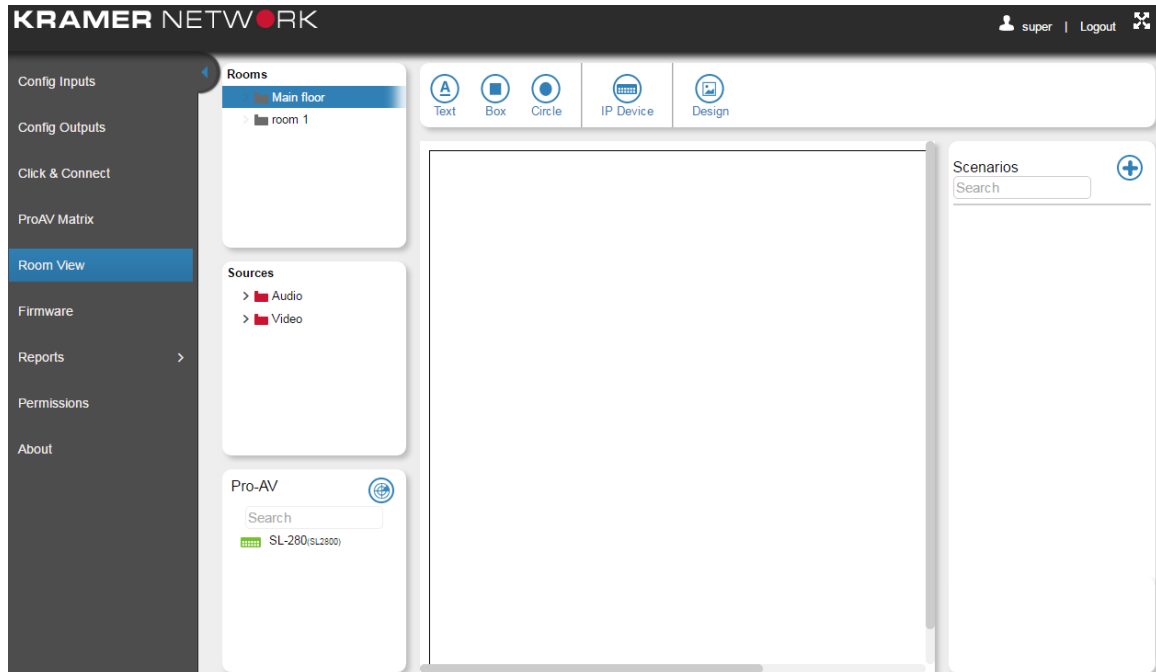 KRAMER NETWORK
super | Logout
Config Inputs
Config Outputs
Click & Connect
ProAV Matrix
Room View
Firmware
Reports
Permissions
About
Rooms
Main floor
room 1
Sources
Audio
Video
Pro-AV
Search
SL-280(SL2800)
A
Text
Box
Circle
IP Device
Design
Scenarios
Search